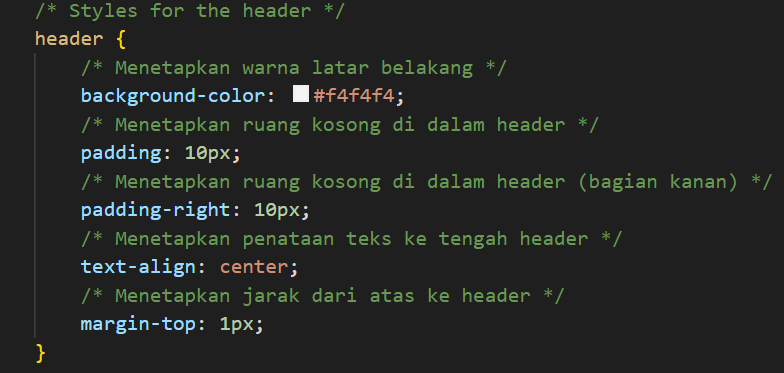 /* Styles for the header */
header {
/* Menetapkan warna latar belakang */
background-color: #f4f4f4;
/* Menetapkan ruang kosong di dalam header */
padding: 10px;
/* Menetapkan ruang kosong di dalam header (bagian kanan) */
padding-right: 10px;
/* Menetapkan penataan teks ke tengah header */
text-align: center;
/* Menetapkan jarak dari atas ke header */
margin-top: 1px;
}